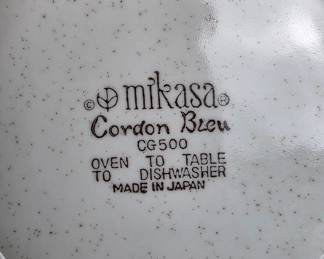 © mikasa®
Cordon Bleu
CG500
OVEN TO TABLE
TO DISHWASHER
MADE IN JAPAN